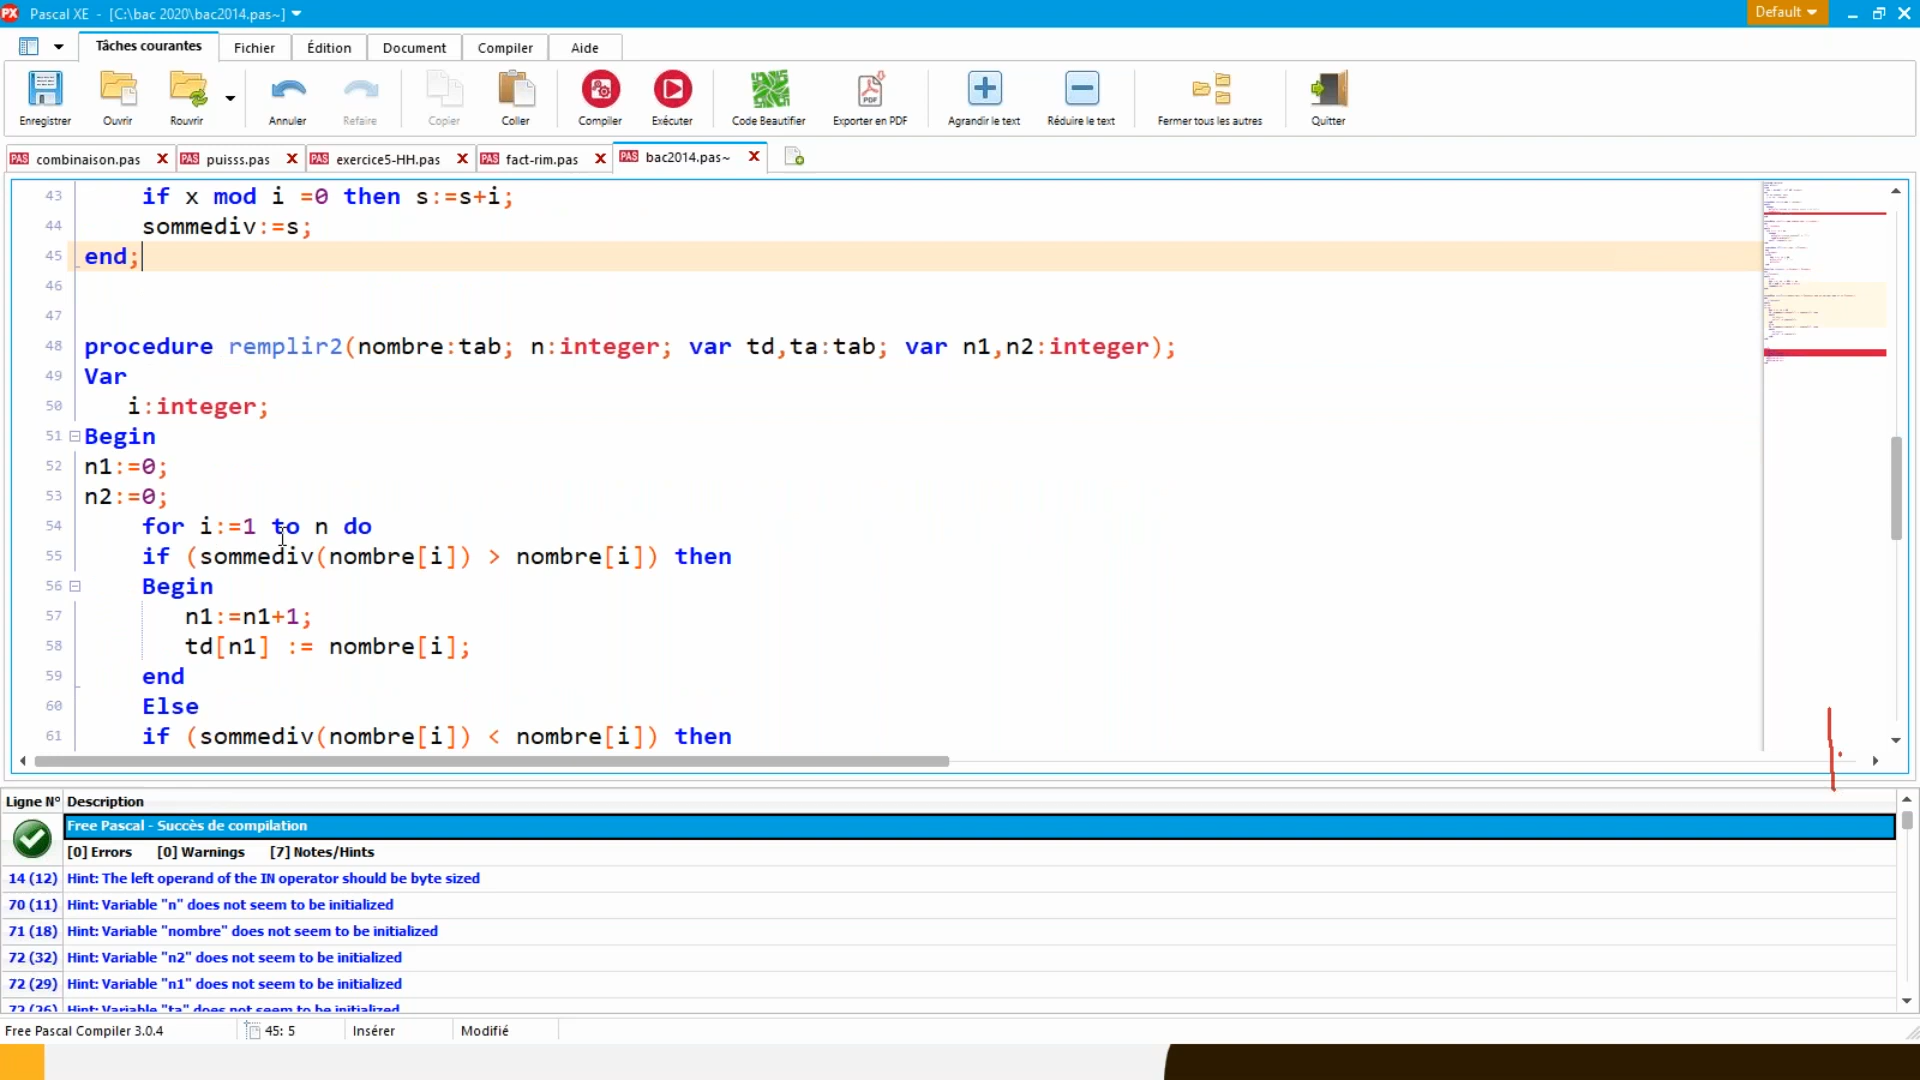 Pascal XE - [C:\bac 2020\bac2014.pas~]
Default
Tâches courantes Fichier Édition Document Compiler Aide
Enregistrer Ouvrir Rouvrir Annuler Refaire Copier Coller Compiler Exécuter Code Beautifier Exporter en PDF Agrandir le text Réduire le text Fermer tous les autres Quitter
combinaison.pas puisss.pas exercice5-HH.pas fact-rim.pas bac2014.pas~
43 if x mod i =0 then s:=s+i;
44 sommediv:=s;
45 end;
46
47
48 procedure remplir2(nombre:tab; n:integer; var td,ta:tab; var n1,n2:integer);
49 Var
50 i:integer;
51 Begin
52 n1:=0;
53 n2:=0;
54 for i:=1 to n do
55 if (sommediv(nombre[i]) > nombre[i]) then
56 Begin
57 n1:=n1+1;
58 td[n1] := nombre[i];
59 end
60 Else
61 if (sommediv(nombre[i]) < nombre[i]) then
Ligne N° Description
Free Pascal - Succès de compilation
[0] Errors [0] Warnings [7] Notes/Hints
14 (12) Hint: The left operand of the IN operator should be byte sized
70 (11) Hint: Variable "n" does not seem to be initialized
71 (18) Hint: Variable "nombre" does not seem to be initialized
72 (32) Hint: Variable "n2" does not seem to be initialized
72 (29) Hint: Variable "n1" does not seem to be initialized
72 (26) Hint: Variable "ta" does not seem to be initialized
Free Pascal Compiler 3.0.4 45: 5 Insérer Modifié